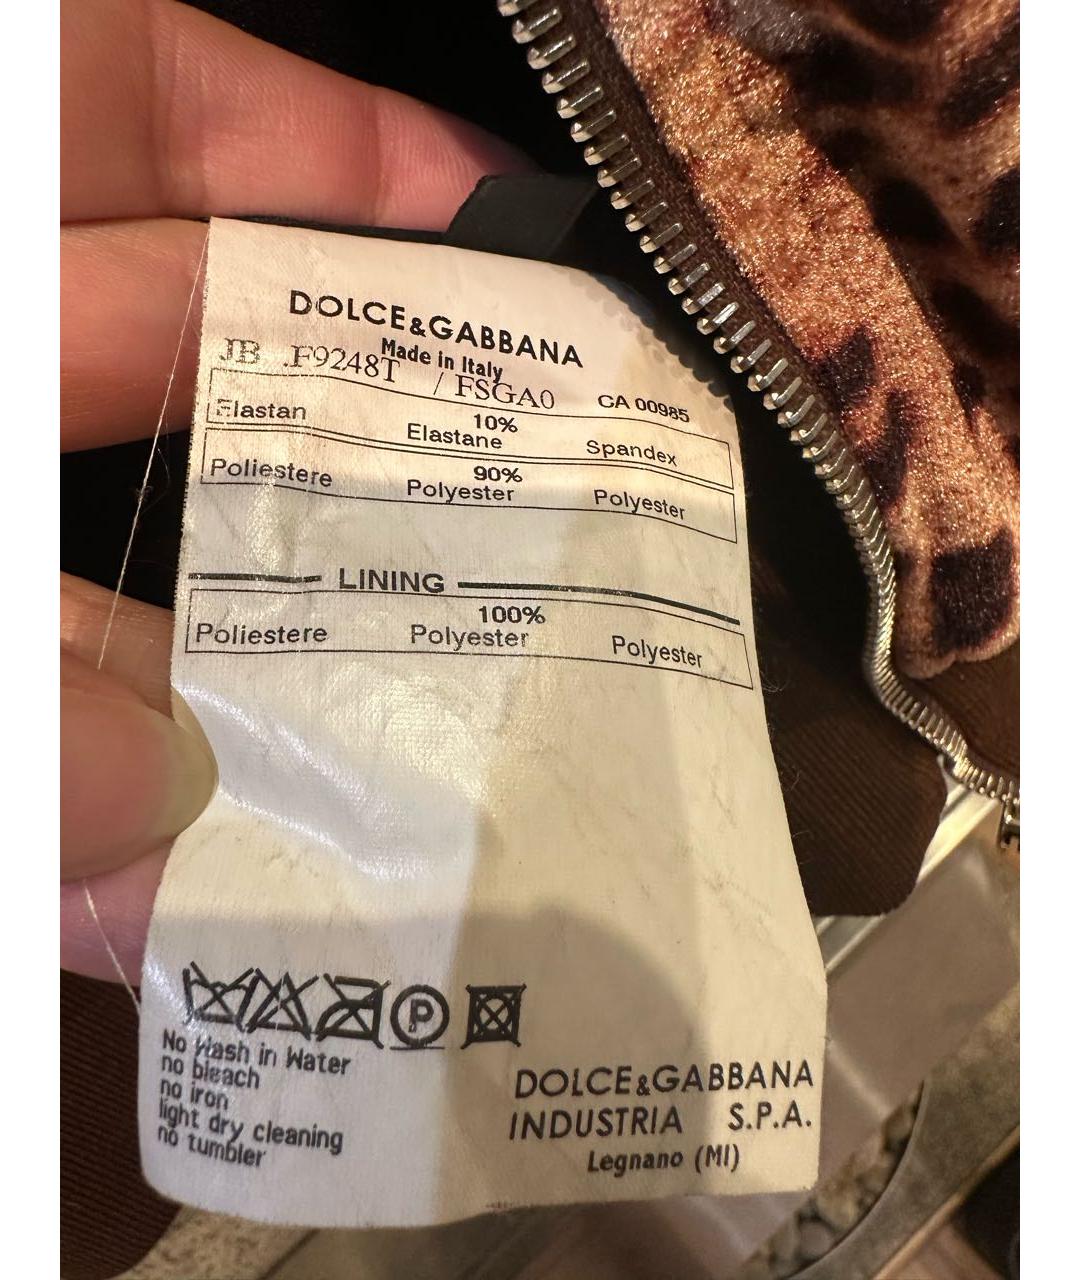 DOLCE&GABBANA
Made in Italy
JB .F9248T / FSGA0 CA 00985
10%
Elastan Elastane Spandex
90%
Poliestere Polyester Polyester
LINING
100%
Poliestere Polyester Polyester
P
No Wash in Water
no bleach
no iron
light dry cleaning
no tumbler
DOLCE&GABBANA
INDUSTRIA S.P.A.
Legnano (MI)